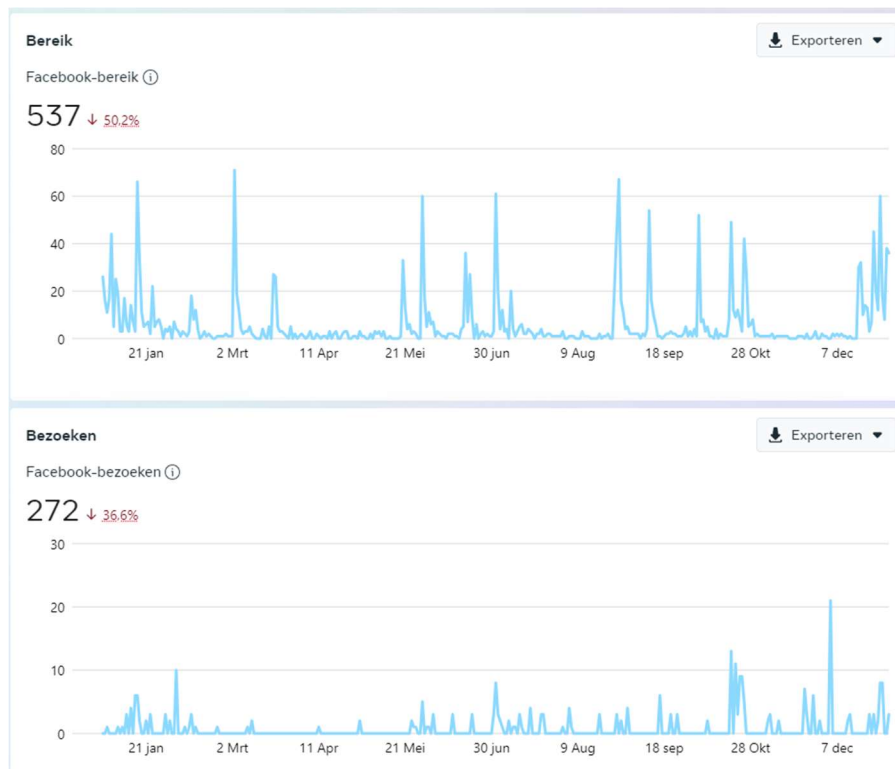 Bereik
Exporteren
Facebook-bereik
537 ↓ 50,2%
80
60
40
20
0
21 jan 2 Mrt 11 Apr 21 Mei 30 jun 9 Aug 18 sep 28 Okt 7 dec
Bezoeken
Exporteren
Facebook-bezoeken
272 ↓ 36,6%
30
20
10
0
21 jan 2 Mrt 11 Apr 21 Mei 30 jun 9 Aug 18 sep 28 Okt 7 dec